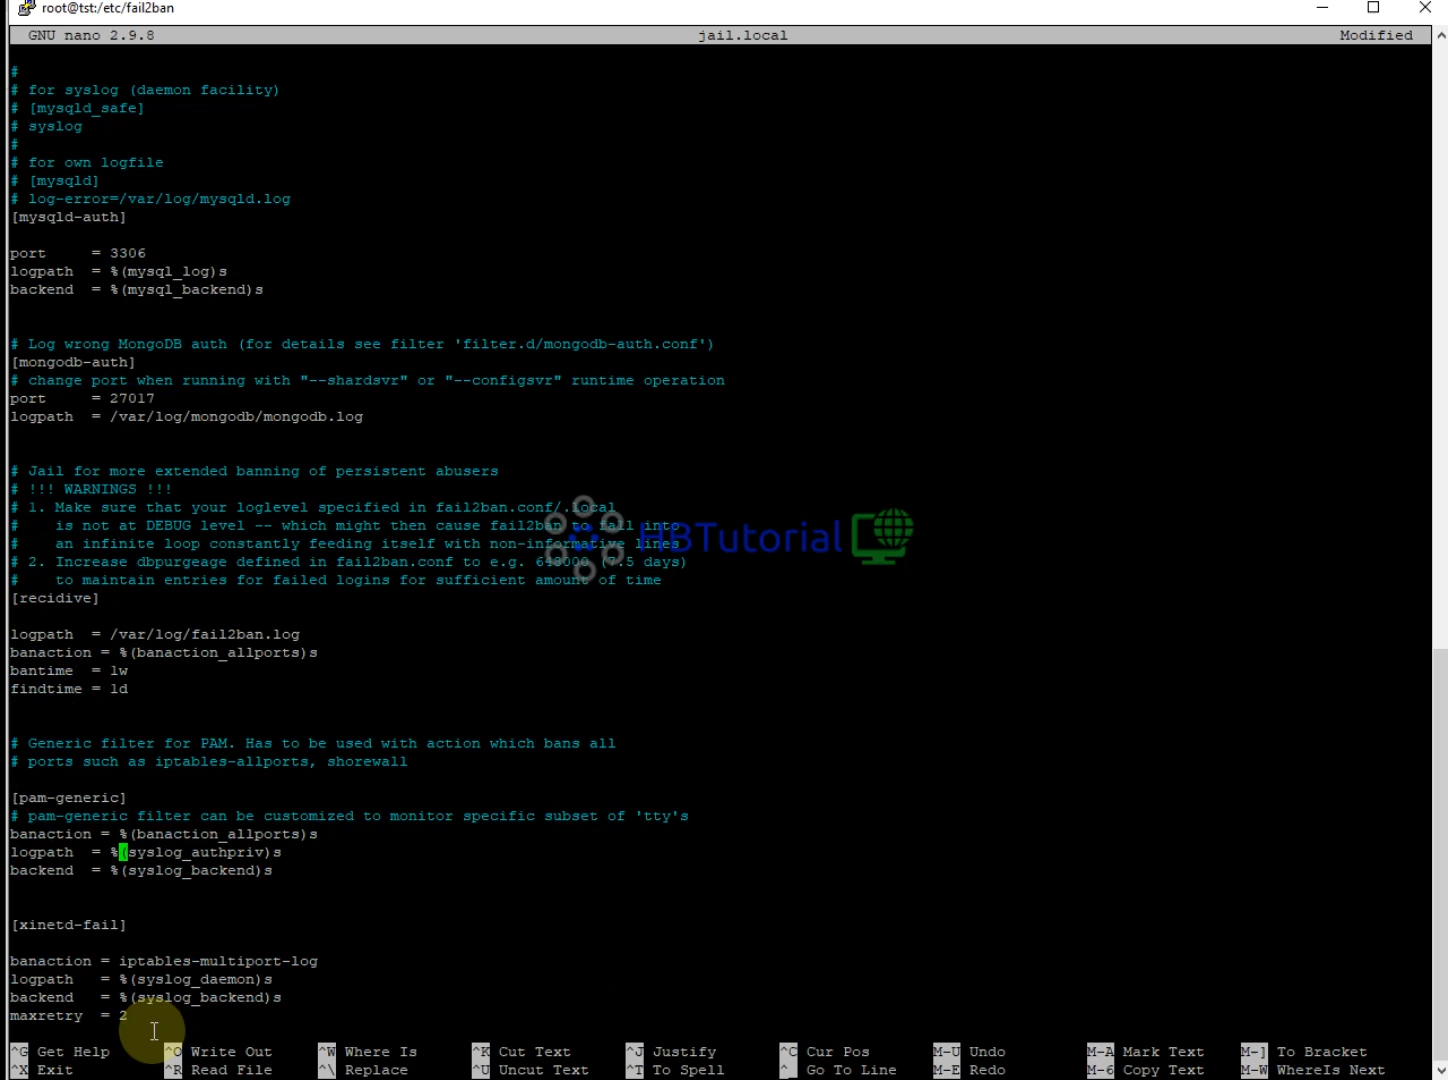 root@tst:/etc/fail2ban
GNU nano 2.9.8 jail.local Modified
#
# for syslog (daemon facility)
# [mysqld_safe]
# syslog
#
# for own logfile
# [mysqld]
# log-error=/var/log/mysqld.log
[mysqld-auth]
port     = 3306
logpath  = %(mysql_log)s
backend  = %(mysql_backend)s
# Log wrong MongoDB auth (for details see filter 'filter.d/mongodb-auth.conf')
[mongodb-auth]
# change port when running with "--shardsvr" or "--configsvr" runtime operation
port     = 27017
logpath  = /var/log/mongodb/mongodb.log
# Jail for more extended banning of persistent abusers
# !!! WARNINGS !!!
# 1. Make sure that your loglevel specified in fail2ban.conf/.local
#    is not at DEBUG level -- which might then cause fail2ban to fall into
#    an infinite loop constantly feeding itself with non-informative lines
# 2. Increase dbpurgeage defined in fail2ban.conf to e.g. 648000 (7.5 days)
#    to maintain entries for failed logins for sufficient amount of time
HBTutorial
[recidive]
logpath  = /var/log/fail2ban.log
banaction = %(banaction_allports)s
bantime  = 1w
findtime = 1d
# Generic filter for PAM. Has to be used with action which bans all
# ports such as iptables-allports, shorewall
[pam-generic]
# pam-generic filter can be customized to monitor specific subset of 'tty's
banaction = %(banaction_allports)s
logpath  = %(syslog_authpriv)s
backend  = %(syslog_backend)s
[xinetd-fail]
banaction = iptables-multiport-log
logpath   = %(syslog_daemon)s
backend   = %(syslog_backend)s
maxretry  = 2
^G Get Help ^O Write Out ^W Where Is ^K Cut Text ^J Justify ^C Cur Pos M-U Undo M-A Mark Text M-] To Bracket
^X Exit ^R Read File ^\ Replace ^U Uncut Text ^T To Spell ^_ Go To Line M-E Redo M-6 Copy Text M-W WhereIs Next